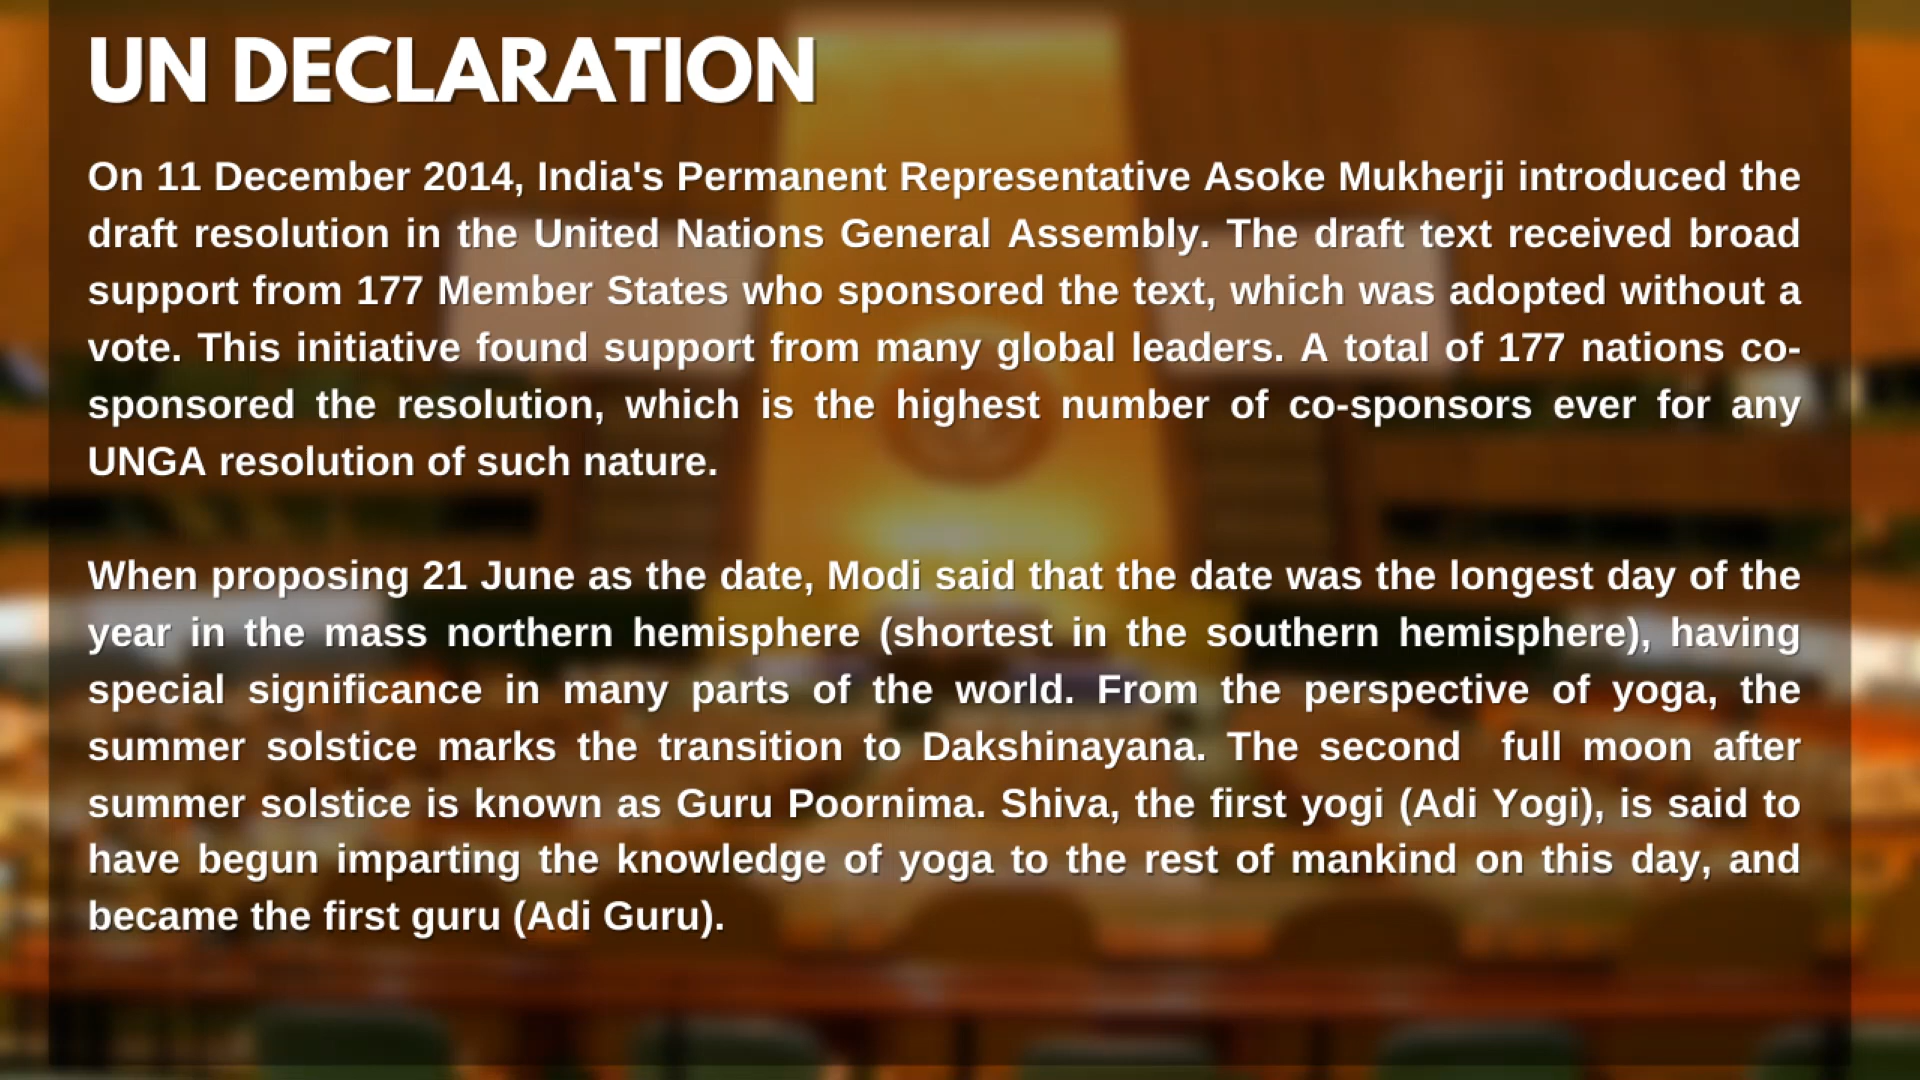 UN DECLARATION
On 11 December 2014, India's Permanent Representative Asoke Mukherji introduced the
draft resolution in the United Nations General Assembly. The draft text received broad
support from 177 Member States who sponsored the text, which was adopted without a
vote. This initiative found support from many global leaders. A total of 177 nations co-
sponsored the resolution, which is the highest number of co-sponsors ever for any
UNGA resolution of such nature.
When proposing 21 June as the date, Modi said that the date was the longest day of the
year in the mass northern hemisphere (shortest in the southern hemisphere), having
special significance in many parts of the world. From the perspective of yoga, the
summer solstice marks the transition to Dakshinayana. The second  full moon after
summer solstice is known as Guru Poornima. Shiva, the first yogi (Adi Yogi), is said to
have begun imparting the knowledge of yoga to the rest of mankind on this day, and
became the first guru (Adi Guru).